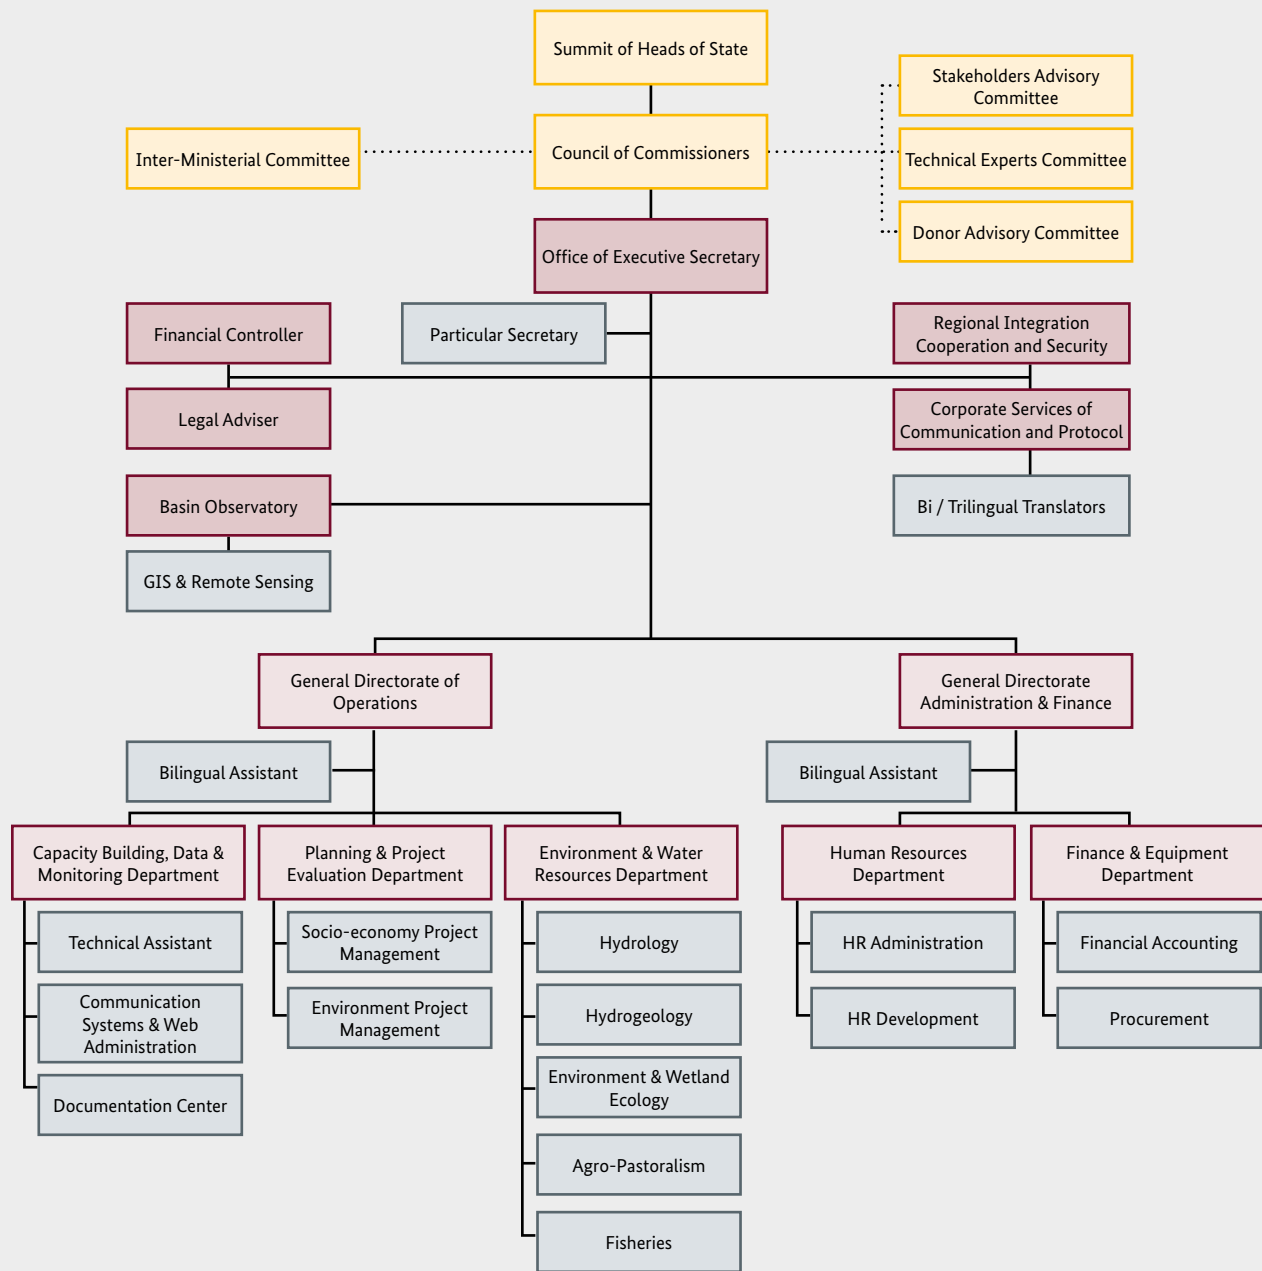 Summit of Heads of State
Stakeholders Advisory
Committee
Inter-Ministerial Committee
Council of Commissioners
Technical Experts Committee
Donor Advisory Committee
Office of Executive Secretary
Financial Controller
Particular Secretary
Regional Integration
Cooperation and Security
Legal Adviser
Corporate Services of
Communication and Protocol
Basin Observatory
Bi / Trilingual Translators
GIS & Remote Sensing
General Directorate of
Operations
General Directorate
Administration & Finance
Bilingual Assistant
Bilingual Assistant
Capacity Building, Data &
Monitoring Department
Planning & Project
Evaluation Department
Environment & Water
Resources Department
Human Resources
Department
Finance & Equipment
Department
Technical Assistant
Communication
Systems & Web
Administration
Documentation Center
Socio-economy Project
Management
Environment Project
Management
Hydrology
Hydrogeology
Environment & Wetland
Ecology
Agro-Pastoralism
Fisheries
HR Administration
HR Development
Financial Accounting
Procurement